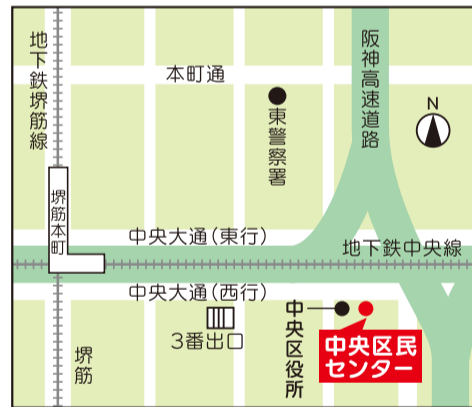 地下鉄堺筋線
本町通
阪神高速道路
東警察署
N
堺筋本町
中央大通(東行)
地下鉄中央線
中央大通(西行)
3番出口
中央区役所
中央区民
センター
堺筋